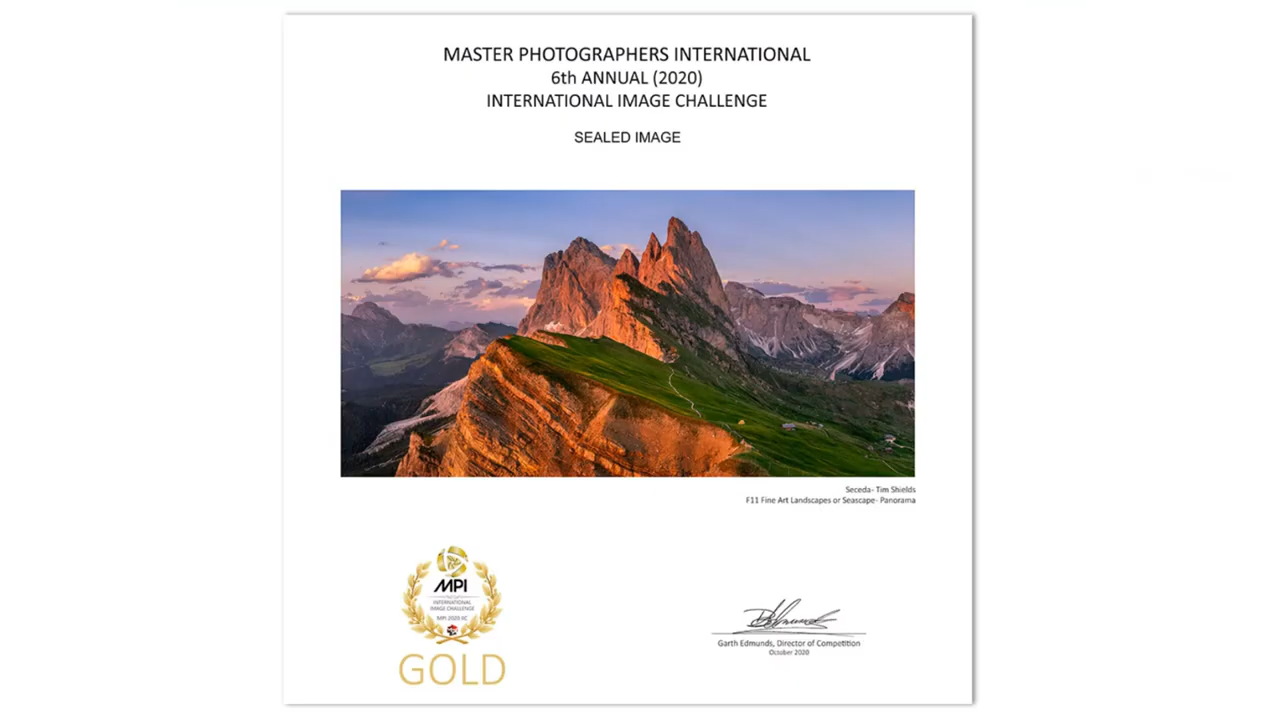 MASTER PHOTOGRAPHERS INTERNATIONAL
6th ANNUAL (2020)
INTERNATIONAL IMAGE CHALLENGE
SEALED IMAGE
Seceda- Tim Shields
F11 Fine Art Landscapes or Seascape- Panorama
MPI
INTERNATIONAL
IMAGE CHALLENGE
MPI 2020 IIC
GOLD
Garth Edmunds, Director of Competition
October 2020